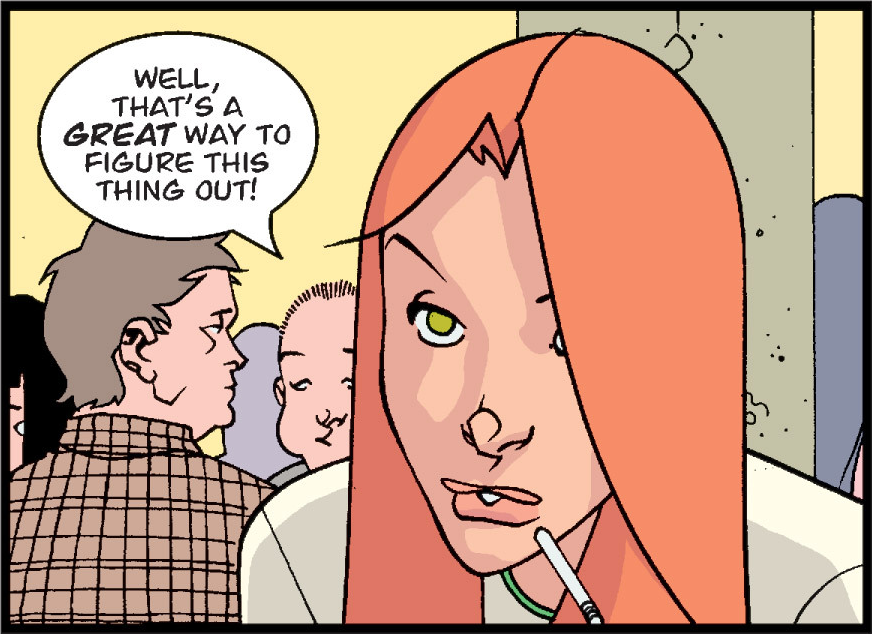 WELL,
THAT'S A
GREAT WAY TO
FIGURE THIS
THING OUT!